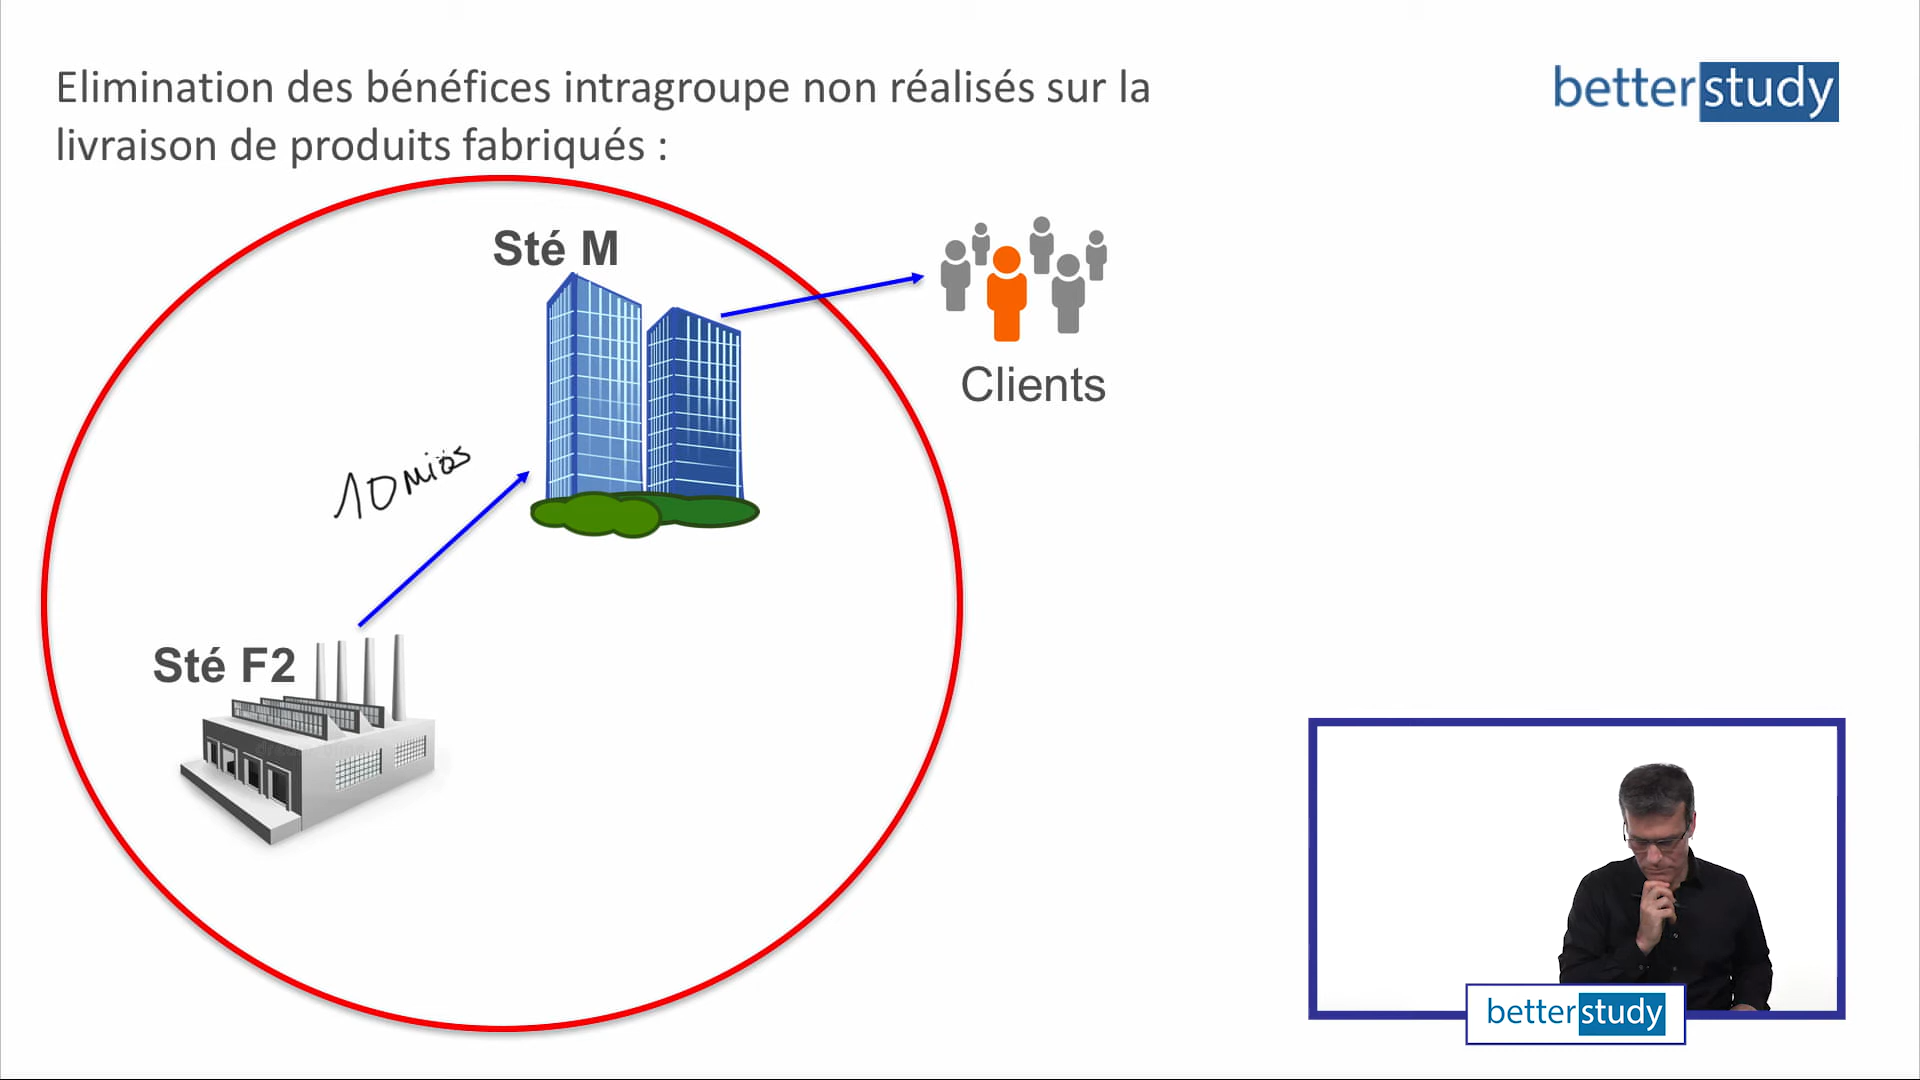 Elimination des bénéfices intragroupe non réalisés sur la
livraison de produits fabriqués :
betterstudy
Sté M
Clients
10 mios
Sté F2
betterstudy